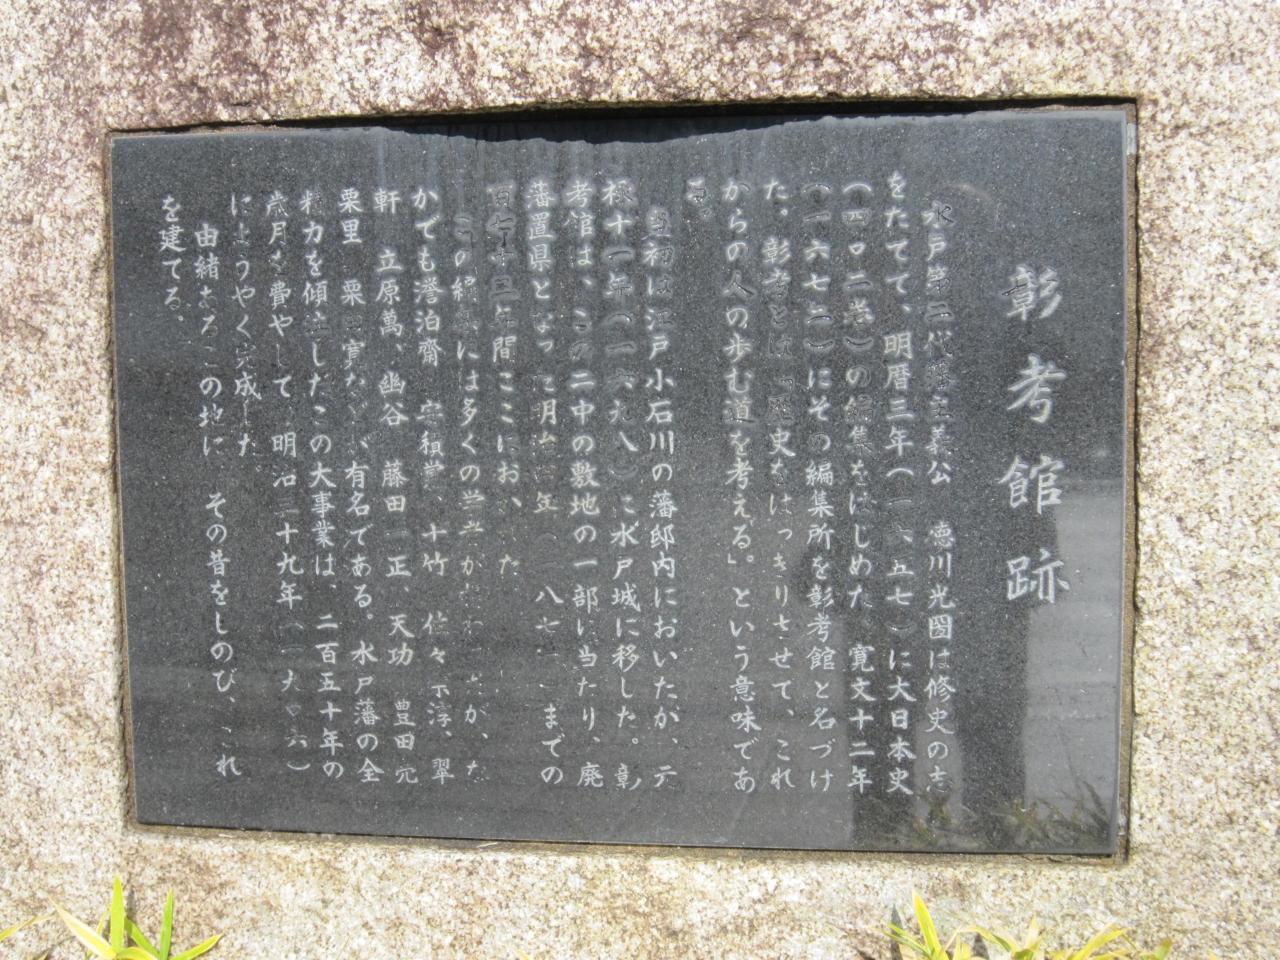 彰考館跡
水戸第二代藩主義公 徳川光圀は修史の志
をたてて、明暦三年(一六五七)に大日本史
(四〇二巻)の編集をはじめた。寛文十二年
(一六七二)にその編集所を彰考館と名づけ
た。彰考とは「歴史をはっきりさせて、これ
からの人の歩む道を考える。」という意味であ
る。
当初は江戸小石川の藩邸内においたが、元
禄十一年(一六九八)に水戸城に移した。彰
考館は、この二中の敷地の一部に当たり、廃
藩置県となった明治四年(一八七一)までの
百七十三年間ここにおかれた
この編集には多くの学者が が、な
かでも誉泊齋 安積覚、十竹 佐々宗淳、翠
軒 立原萬、幽谷 藤田一正、天功 豊田亮
栗里 栗田寛などが有名である。水戸藩の全
精力を傾注したこの大事業は、二百五十年の
歳月を費やして、明治三十九年(一九〇六)
にようやく完成した
由緒あるこの地に その昔をしのび、これ
を建てる、